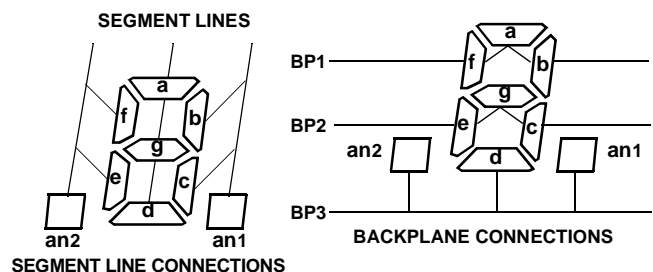 SEGMENT LINES
a
f
b
g
e
c
d
an2
an1
SEGMENT LINE CONNECTIONS
a
BP1
f
b
g
BP2
e
c
an2
an1
d
BP3
BACKPLANE CONNECTIONS